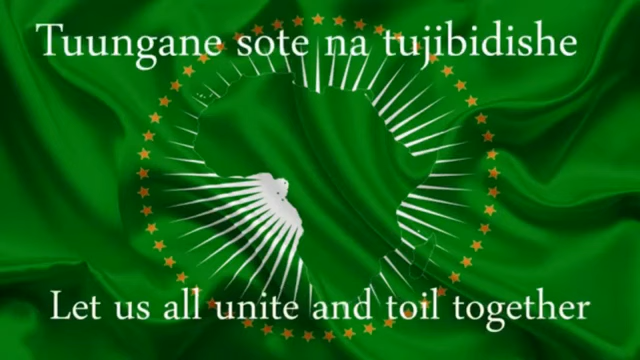 Tuungane sote na tujibidishe
Let us all unite and toil together